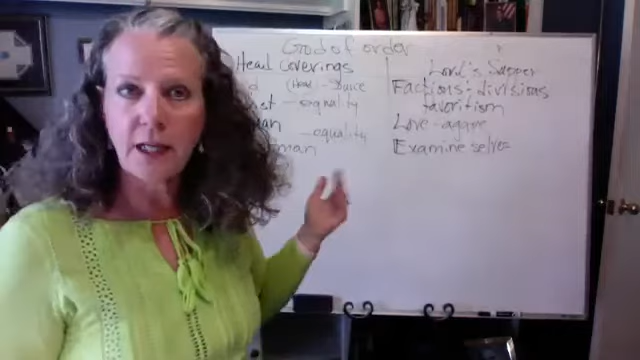 God of order
Head Coverings
(Head - Source
- equality
- equality
Lord's Supper
Factions - divisions
favoritism
Love - agape
Examine selves